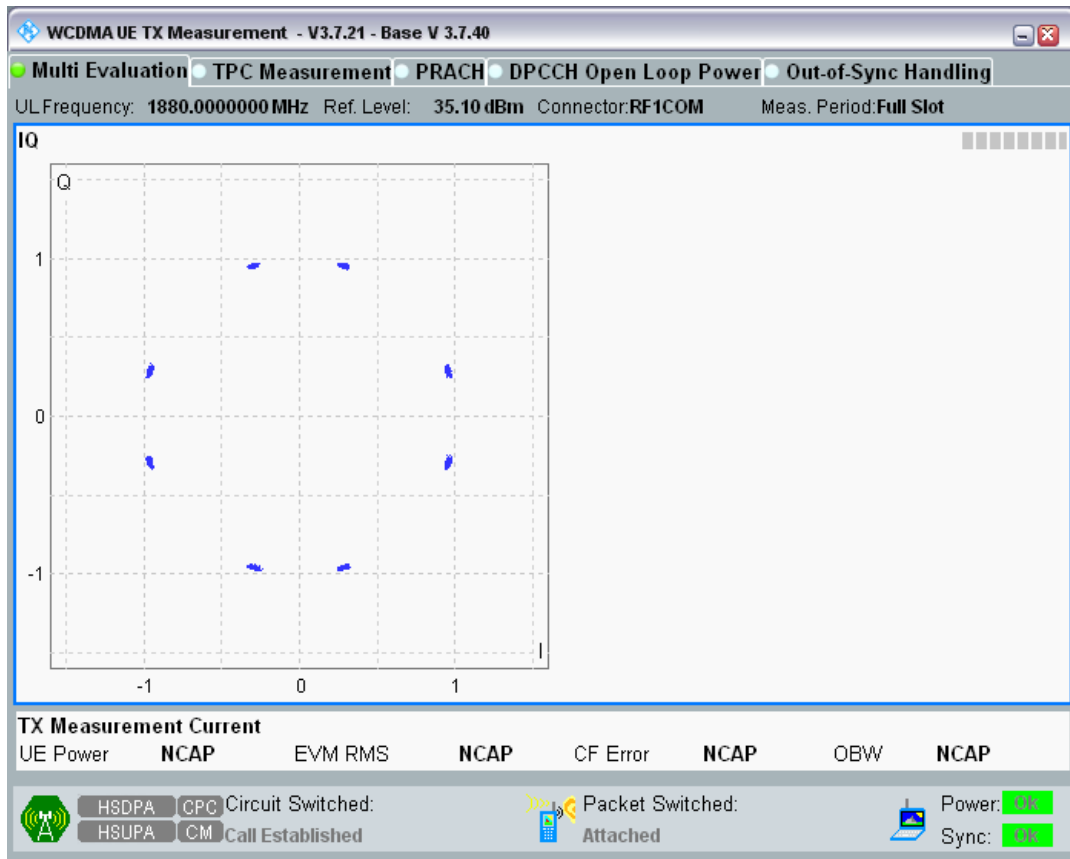 WCDMA UE TX Measurement - V3.7.21 - Base V 3.7.40
Multi Evaluation TPC Measurement PRACH DPCCH Open Loop Power Out-of-Sync Handling
UL Frequency: 1880.0000000 MHz Ref. Level: 35.10 dBm Connector:RF1COM Meas. Period:Full Slot
IQ
Q
1
0
-1
I
-1 0 1
TX Measurement Current
UE Power NCAP EVM RMS NCAP CF Error NCAP OBW NCAP
HSDPA CPC Circuit Switched: Packet Switched: Power: Ok
HSUPA CM Call Established Attached Sync: Ok